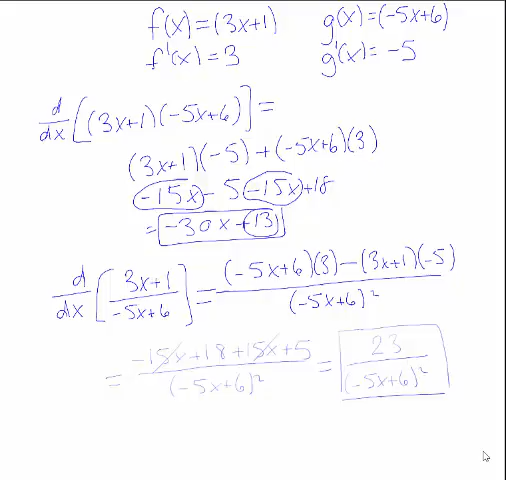 f(x)=(3x+1) g(x)=(-5x+6)
f'(x)=3 g'(x)=-5
d/dx[(3x+1)(-5x+6)]=
(3x+1)(-5)+(-5x+6)(3)
-15x-5-15x+18
=-30x+13
d/dx[(3x+1)/(-5x+6)]=((-5x+6)(3)-(3x+1)(-5))/(-5x+6)²
=(-15x+18+15x+5)/(-5x+6)²=23/(-5x+6)²